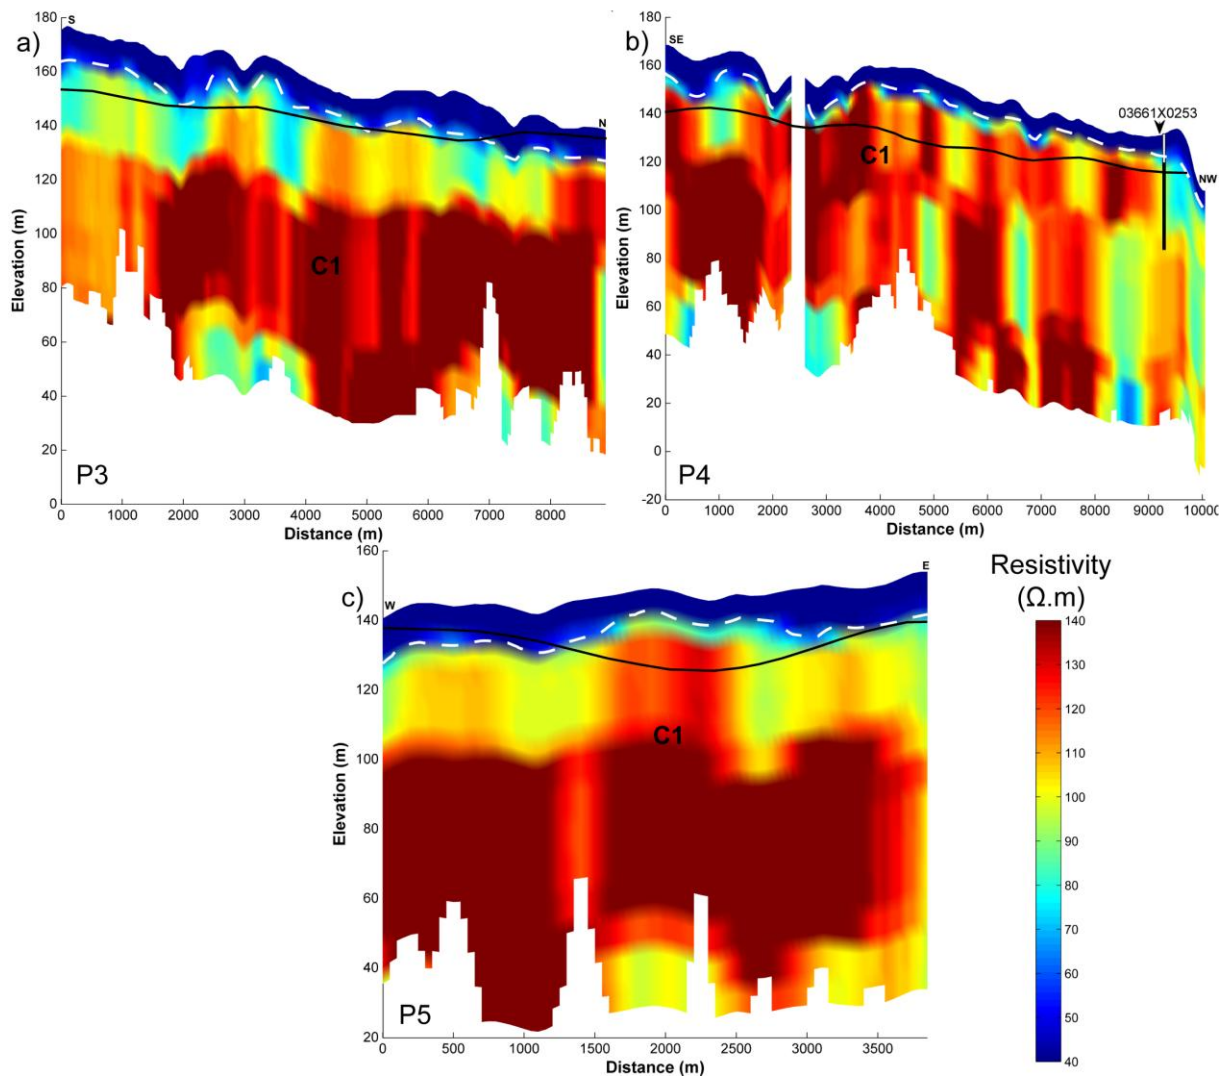 a)
S
N
180
160
140
120
100
80
60
40
20
0
Elevation (m)
C1
P3
0 1000 2000 3000 4000 5000 6000 7000 8000
Distance (m)
b)
SE
NW
03661X0253
180
160
140
120
100
80
60
40
20
0
-20
Elevation (m)
C1
P4
0 1000 2000 3000 4000 5000 6000 7000 8000 9000 10000
Distance (m)
c)
W
E
160
140
120
100
80
60
40
20
Elevation (m)
C1
P5
0 500 1000 1500 2000 2500 3000 3500
Distance (m)
Resistivity
(Ω.m)
140
130
120
110
100
90
80
70
60
50
40